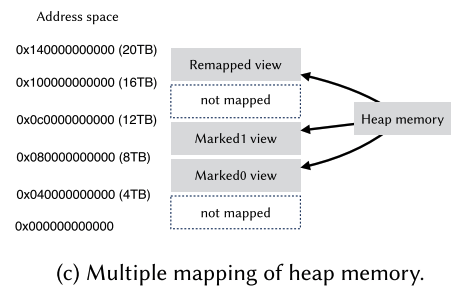 Address space
0x140000000000 (20TB)
Remapped view
0x100000000000 (16TB)
not mapped
0x0c0000000000 (12TB)
Heap memory
Marked1 view
0x080000000000 (8TB)
Marked0 view
0x040000000000 (4TB)
not mapped
0x000000000000
(c) Multiple mapping of heap memory.